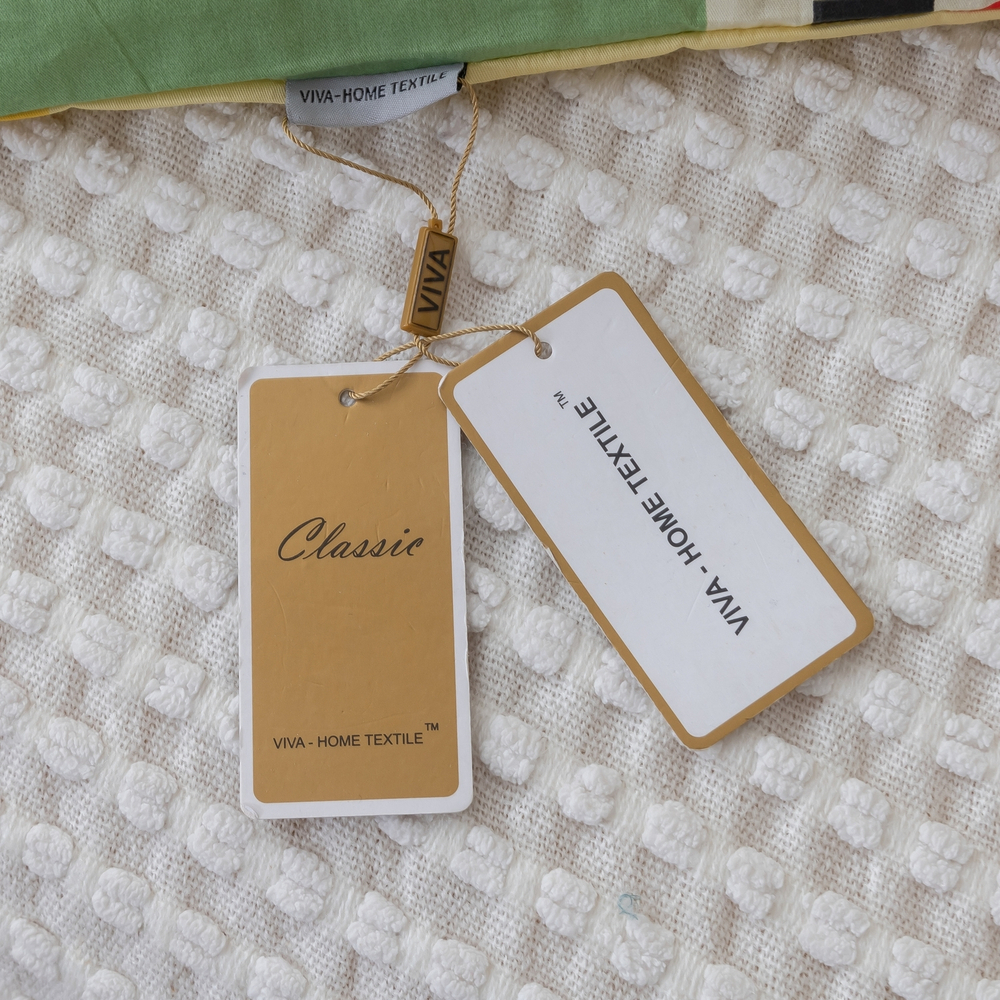 VIVA-HOME TEXTILE
VIVA
Classic
VIVA - HOME TEXTILE™
VIVA - HOME TEXTILE™